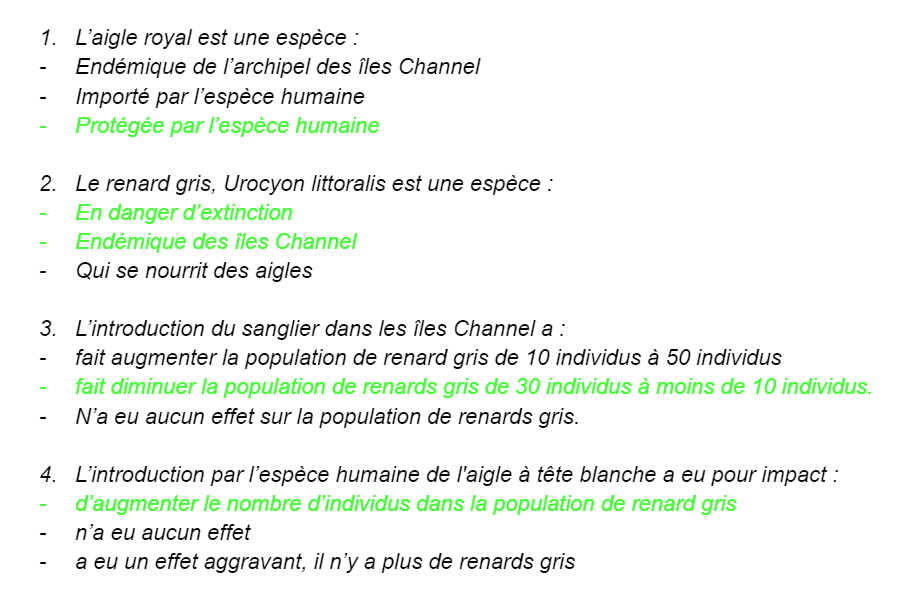 1. L’aigle royal est une espèce :
- Endémique de l’archipel des îles Channel
- Importé par l’espèce humaine
- Protégée par l’espèce humaine
2. Le renard gris, Urocyon littoralis est une espèce :
- En danger d’extinction
- Endémique des îles Channel
- Qui se nourrit des aigles
3. L’introduction du sanglier dans les îles Channel a :
- fait augmenter la population de renard gris de 10 individus à 50 individus
- fait diminuer la population de renards gris de 30 individus à moins de 10 individus.
- N’a eu aucun effet sur la population de renards gris.
4. L’introduction par l’espèce humaine de l'aigle à tête blanche a eu pour impact :
- d’augmenter le nombre d’individus dans la population de renard gris
- n’a eu aucun effet
- a eu un effet aggravant, il n’y a plus de renards gris